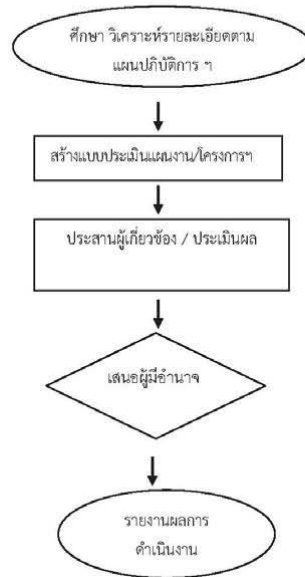 ศึกษา วิเคราะห์รายละเอียดตาม
แผนปฏิบัติการ ฯ
สร้างแบบประเมินแผนงาน/โครงการฯ
ประสานผู้เกี่ยวข้อง / ประเมินผล
เสนอผู้มีอำนาจ
รายงานผลการ
ดำเนินงาน